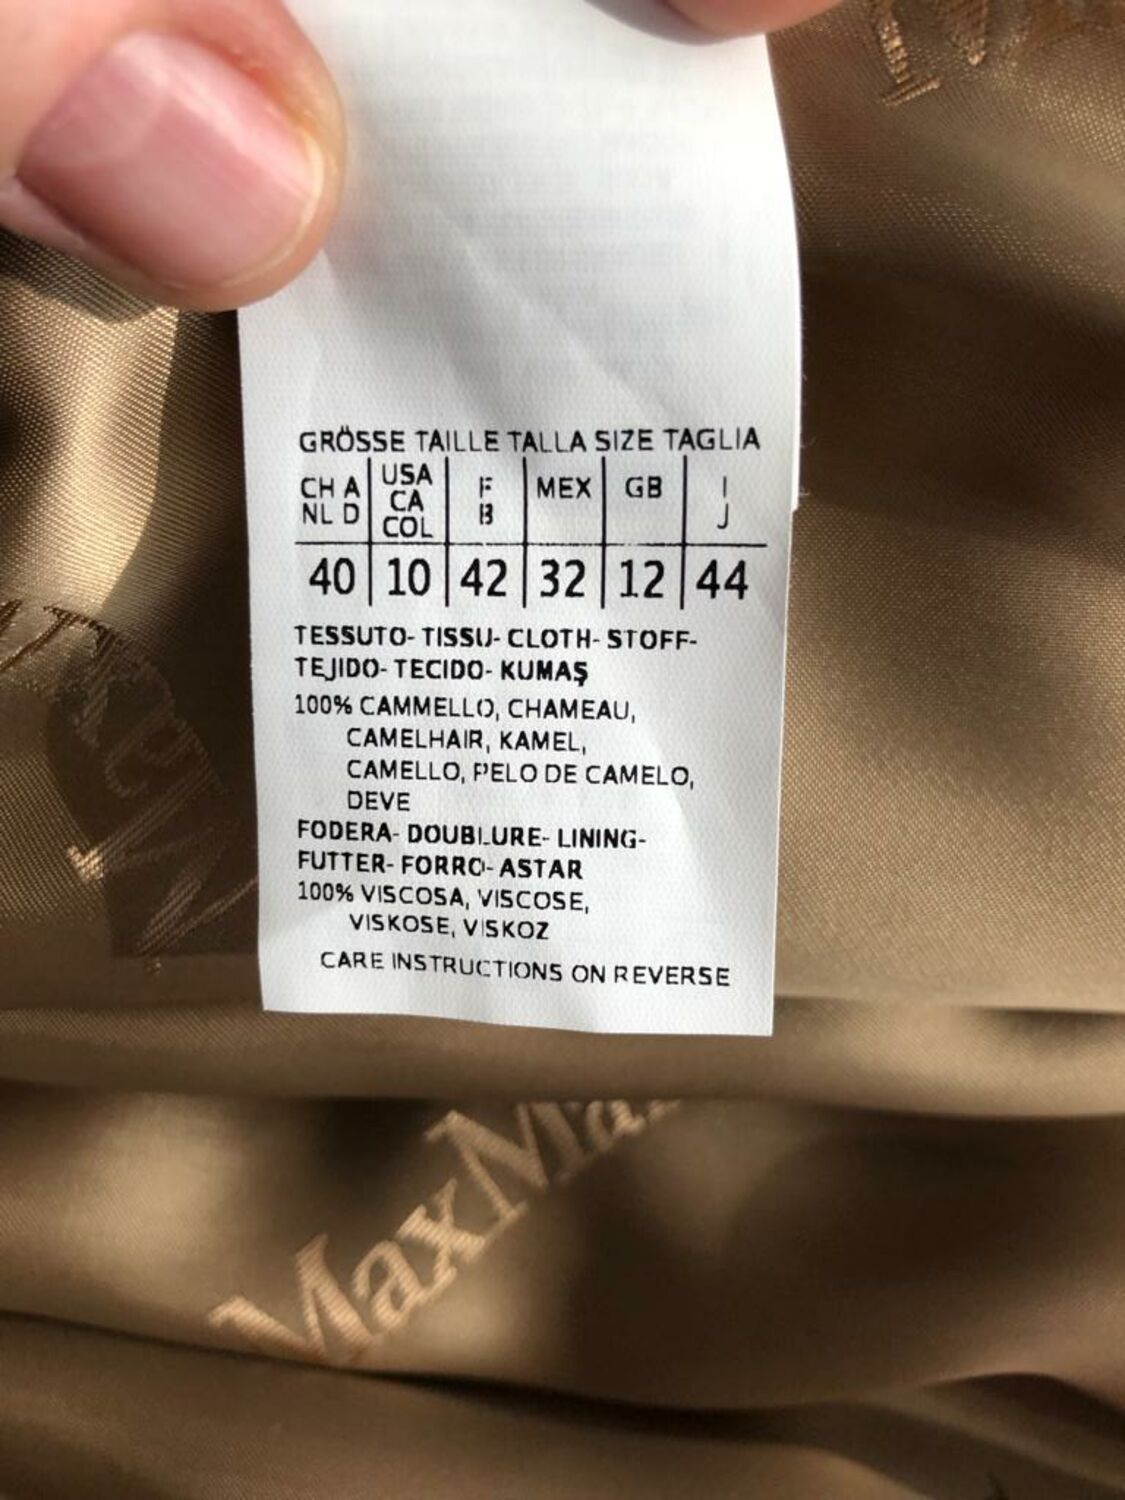 GRÖSSE TAILLE TALLA SIZE TAGLIA
CH A NL D | USA CA COL | F B | MEX | GB | I J
40 | 10 | 42 | 32 | 12 | 44
TESSUTO- TISSU- CLOTH- STOFF-
TEJIDO- TECIDO- KUMAŞ
100% CAMMELLO, CHAMEAU,
CAMELHAIR, KAMEL,
CAMELLO, PELO DE CAMELO,
DEVE
FODERA- DOUBLURE- LINING-
FUTTER- FORRO- ASTAR
100% VISCOSA, VISCOSE,
VISKOSE, VISKOZ
CARE INSTRUCTIONS ON REVERSE
MaxMa